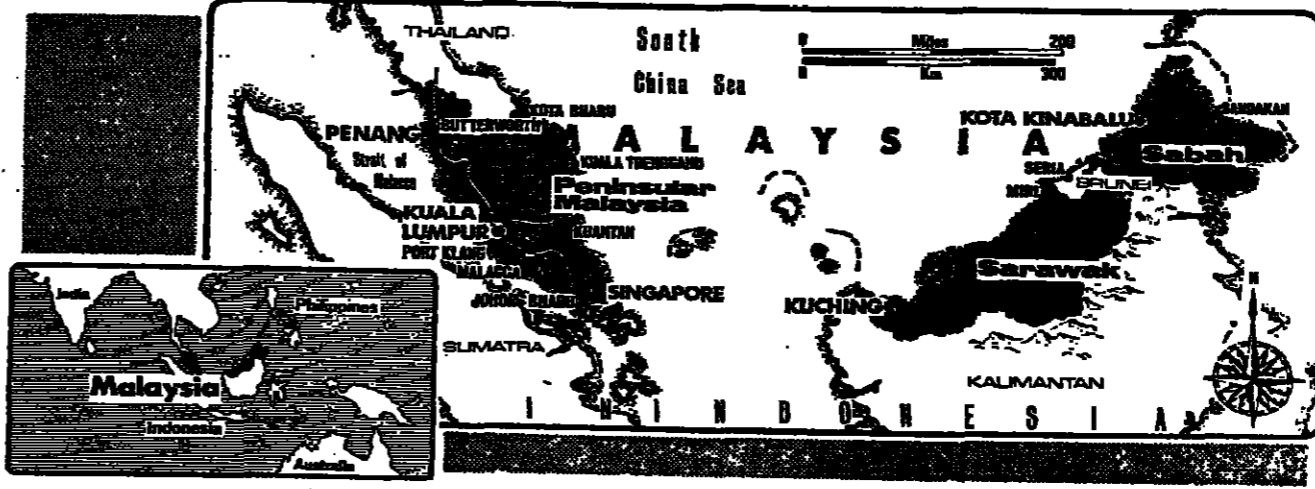 THAILAND
South
China Sea
Miles 200
Km 300
KOTA BHARU
BUTTERWORTH
PENANG
Strait of
Malacca
MALAYSIA
KUALA TRENGGANU
Peninsular
Malaysia
KUALA
LUMPUR
KUANTAN
PORT KLANG
MALACCA
JOHORE BHARU
SINGAPORE
SUMATRA
KOTA KINABALU
SANDAKAN
Sabah
SERIA
BRUNEI
MIRI
Sarawak
KUCHING
KALIMANTAN
INDONESIA
N
India
Philippines
Malaysia
Indonesia
Australia